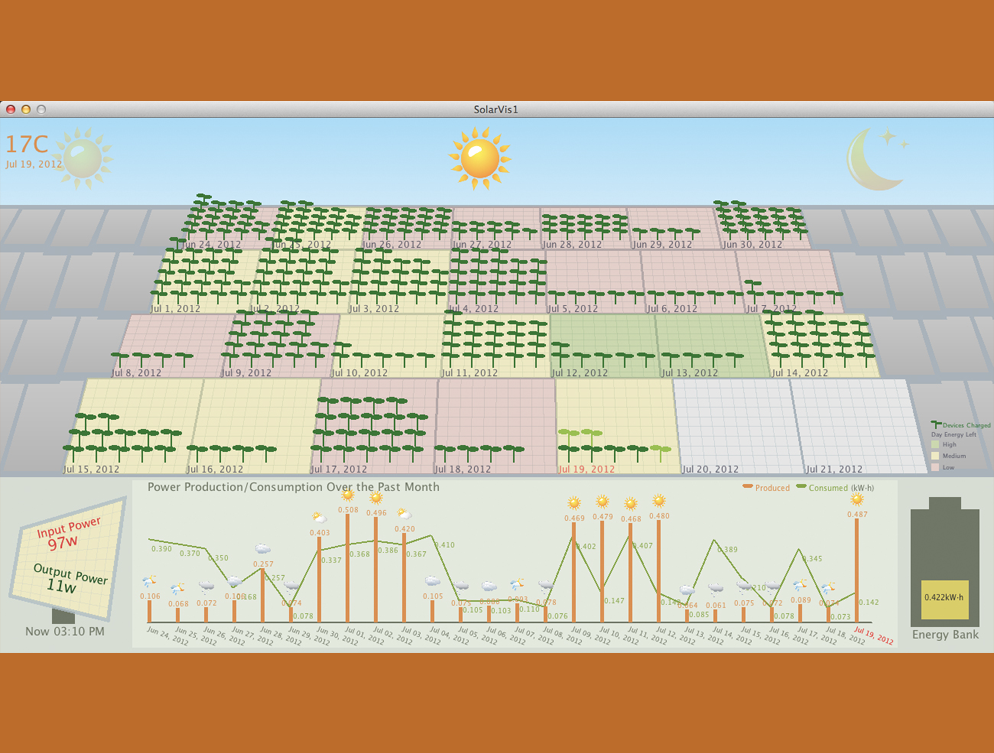 SolarVis1
17C
Jul 19, 2012
Jun 26, 2012
Jun 27, 2012
Jun 28, 2012
Jun 29, 2012
Jun 30, 2012
Jul 1, 2012
Jul 2, 2012
Jul 3, 2012
Jul 4, 2012
Jul 5, 2012
Jul 6, 2012
Jul 7, 2012
Jul 8, 2012
Jul 9, 2012
Jul 10, 2012
Jul 11, 2012
Jul 12, 2012
Jul 13, 2012
Jul 14, 2012
Jul 15, 2012
Jul 16, 2012
Jul 17, 2012
Jul 18, 2012
Jul 19, 2012
Jul 20, 2012
Jul 21, 2012
Devices Charged
Day Energy Left
High
Medium
Low
Power Production/Consumption Over the Past Month
Produced
Consumed (kW-h)
Input Power
97w
Output Power
11w
Now 03:10 PM
0.390
0.370
0.350
0.257
0.257
0.078
0.403
0.337
0.508
0.368
0.496
0.386
0.420
0.367
0.410
0.105
0.105
0.103
0.110
0.076
0.469
0.402
0.479
0.147
0.468
0.407
0.480
0.085
0.061
0.389
0.075
0.078
0.345
0.089
0.073
0.487
0.142
0.106
0.068
0.072
Jun 24, 2012
Jun 25, 2012
Jun 26, 2012
Jun 27, 2012
Jun 28, 2012
Jun 29, 2012
Jun 30, 2012
Jul 01, 2012
Jul 02, 2012
Jul 03, 2012
Jul 04, 2012
Jul 05, 2012
Jul 06, 2012
Jul 07, 2012
Jul 08, 2012
Jul 09, 2012
Jul 10, 2012
Jul 11, 2012
Jul 12, 2012
Jul 13, 2012
Jul 14, 2012
Jul 15, 2012
Jul 16, 2012
Jul 17, 2012
Jul 18, 2012
Jul 19, 2012
0.422kW·h
Energy Bank